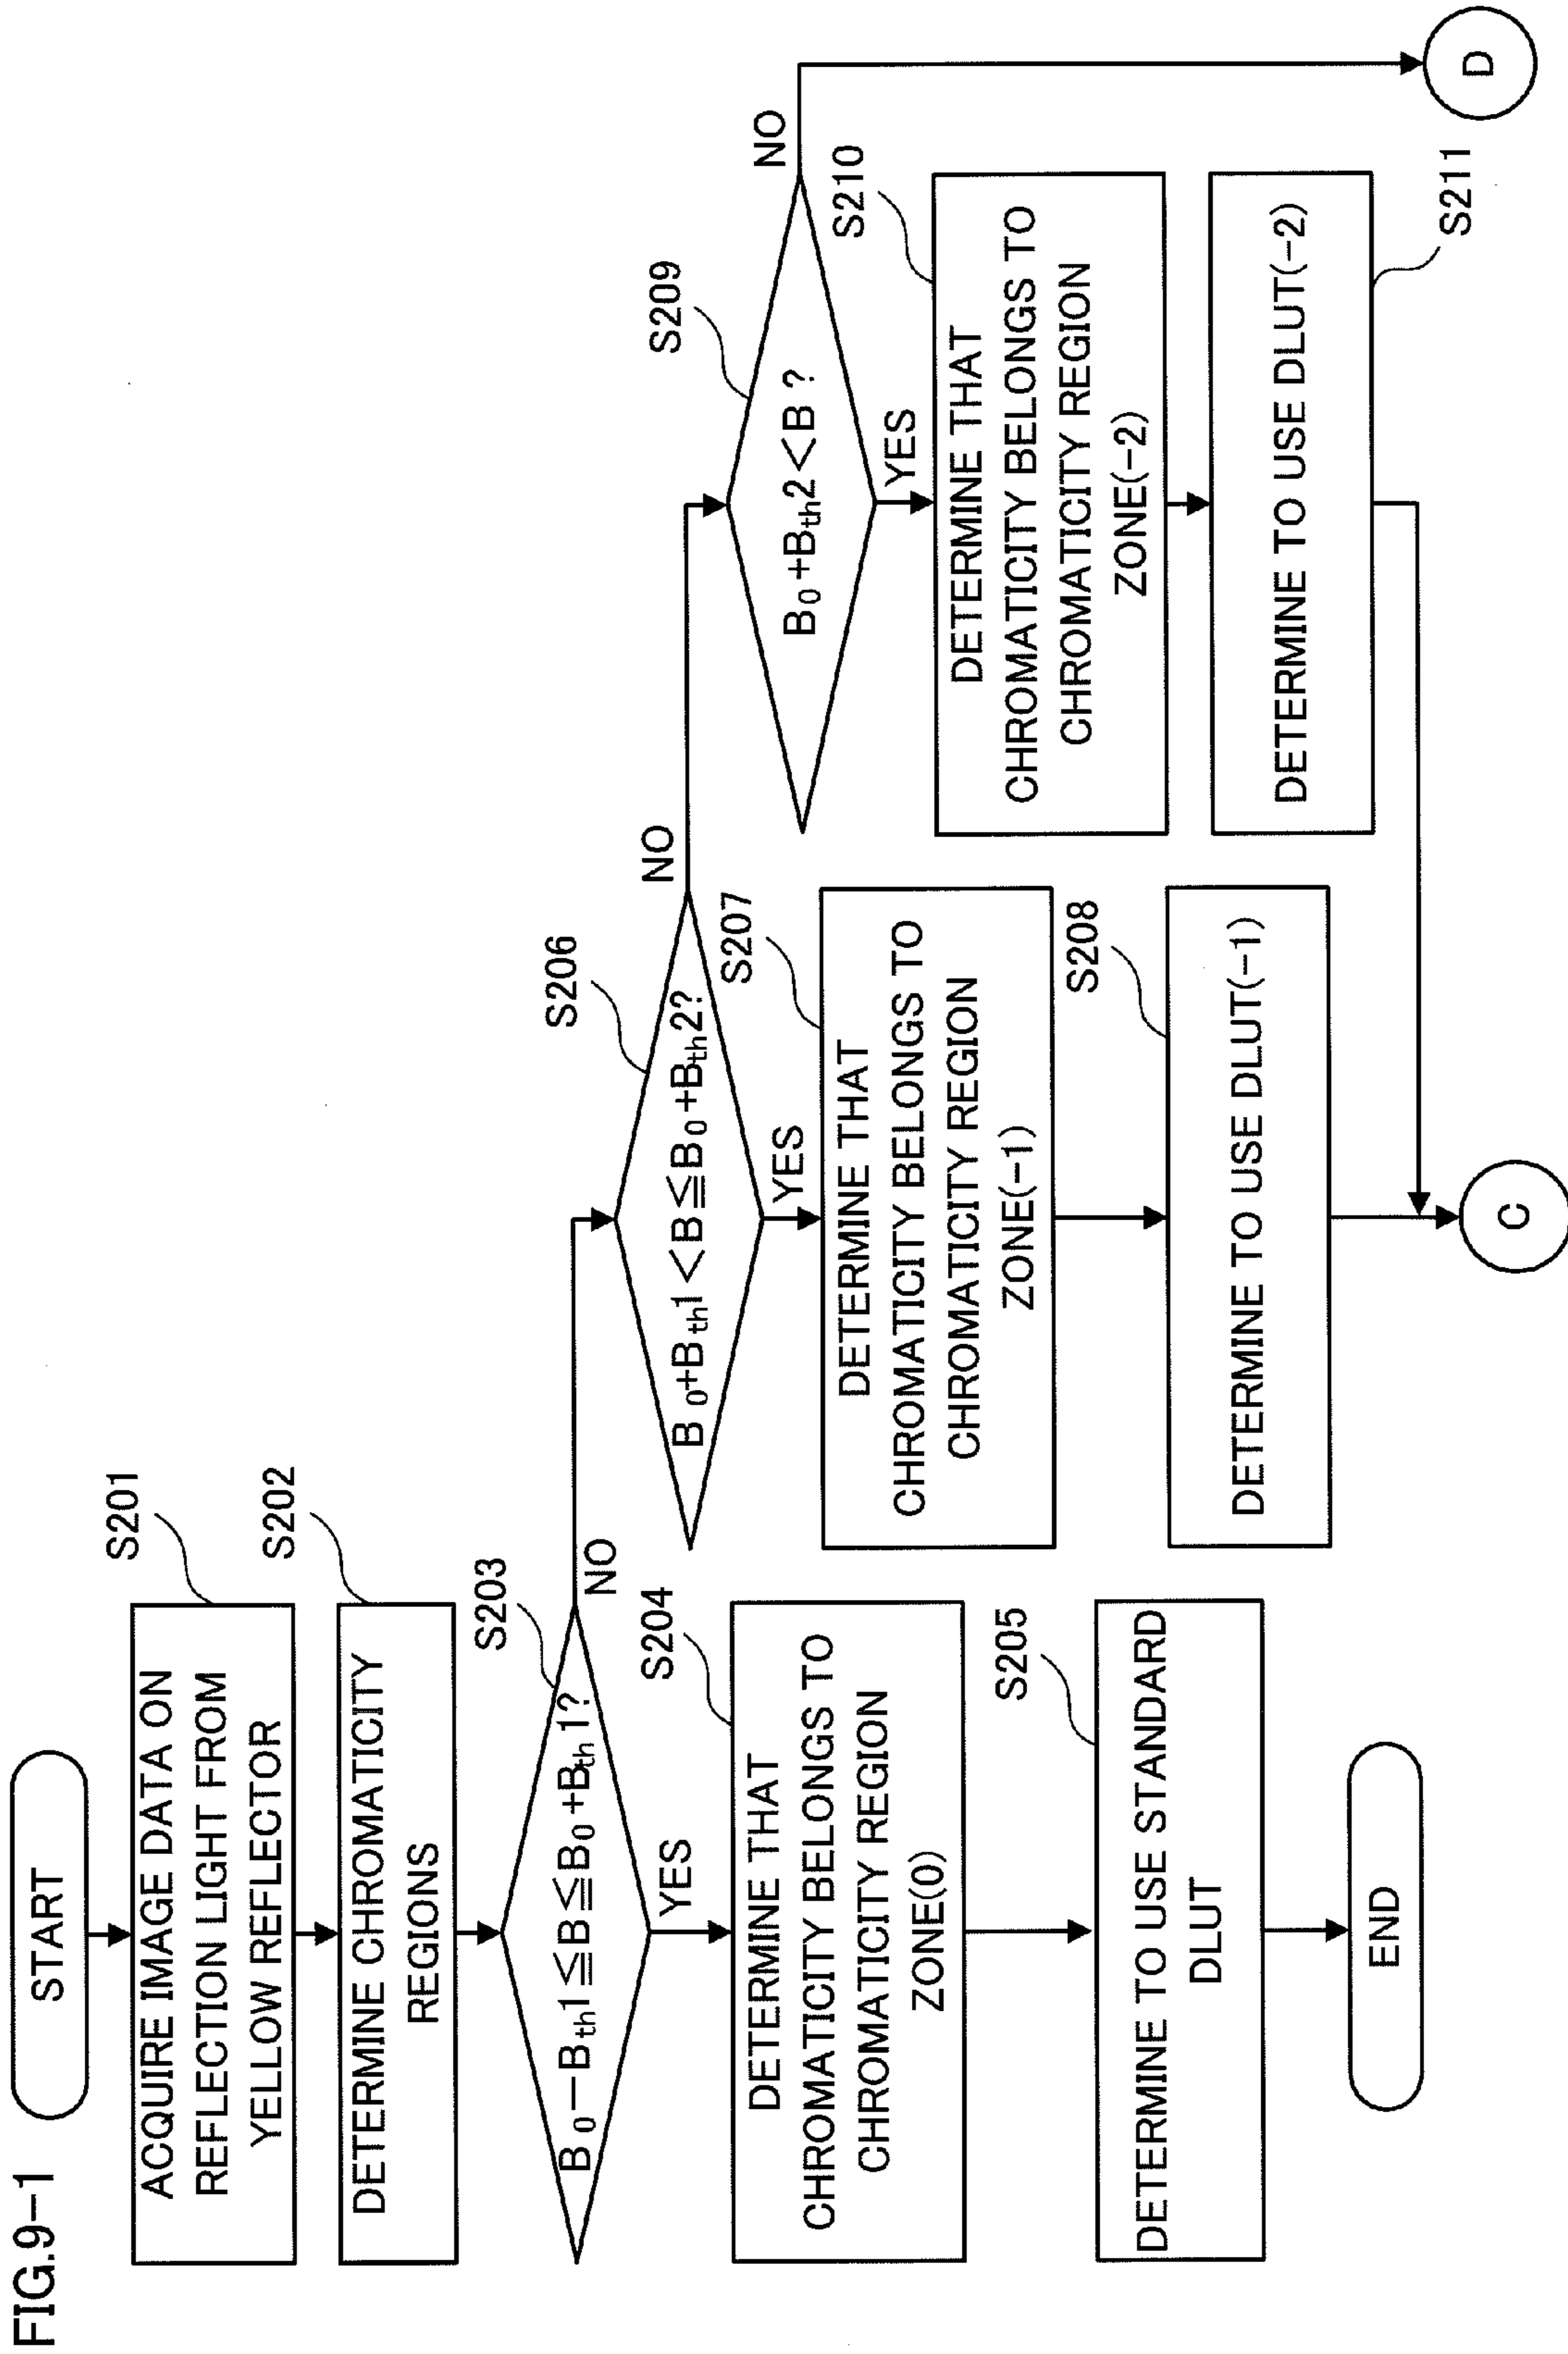 FIG.9-1
START
S201
ACQUIRE IMAGE DATA ON
REFLECTION LIGHT FROM
YELLOW REFLECTOR
S202
DETERMINE CHROMATICITY
REGIONS
S203
B0−Bth1≦B≦B0+Bth1?
NO
YES
S204
DETERMINE THAT
CHROMATICITY BELONGS TO
CHROMATICITY REGION
ZONE(0)
S205
DETERMINE TO USE STANDARD
DLUT
END
S206
B0+Bth1<B≦B0+Bth2?
NO
YES
S207
DETERMINE THAT
CHROMATICITY BELONGS TO
CHROMATICITY REGION
ZONE(-1)
S208
DETERMINE TO USE DLUT(-1)
C
S209
B0+Bth2<B?
NO
YES
S210
DETERMINE THAT
CHROMATICITY BELONGS TO
CHROMATICITY REGION
ZONE(-2)
DETERMINE TO USE DLUT(-2)
S211
D